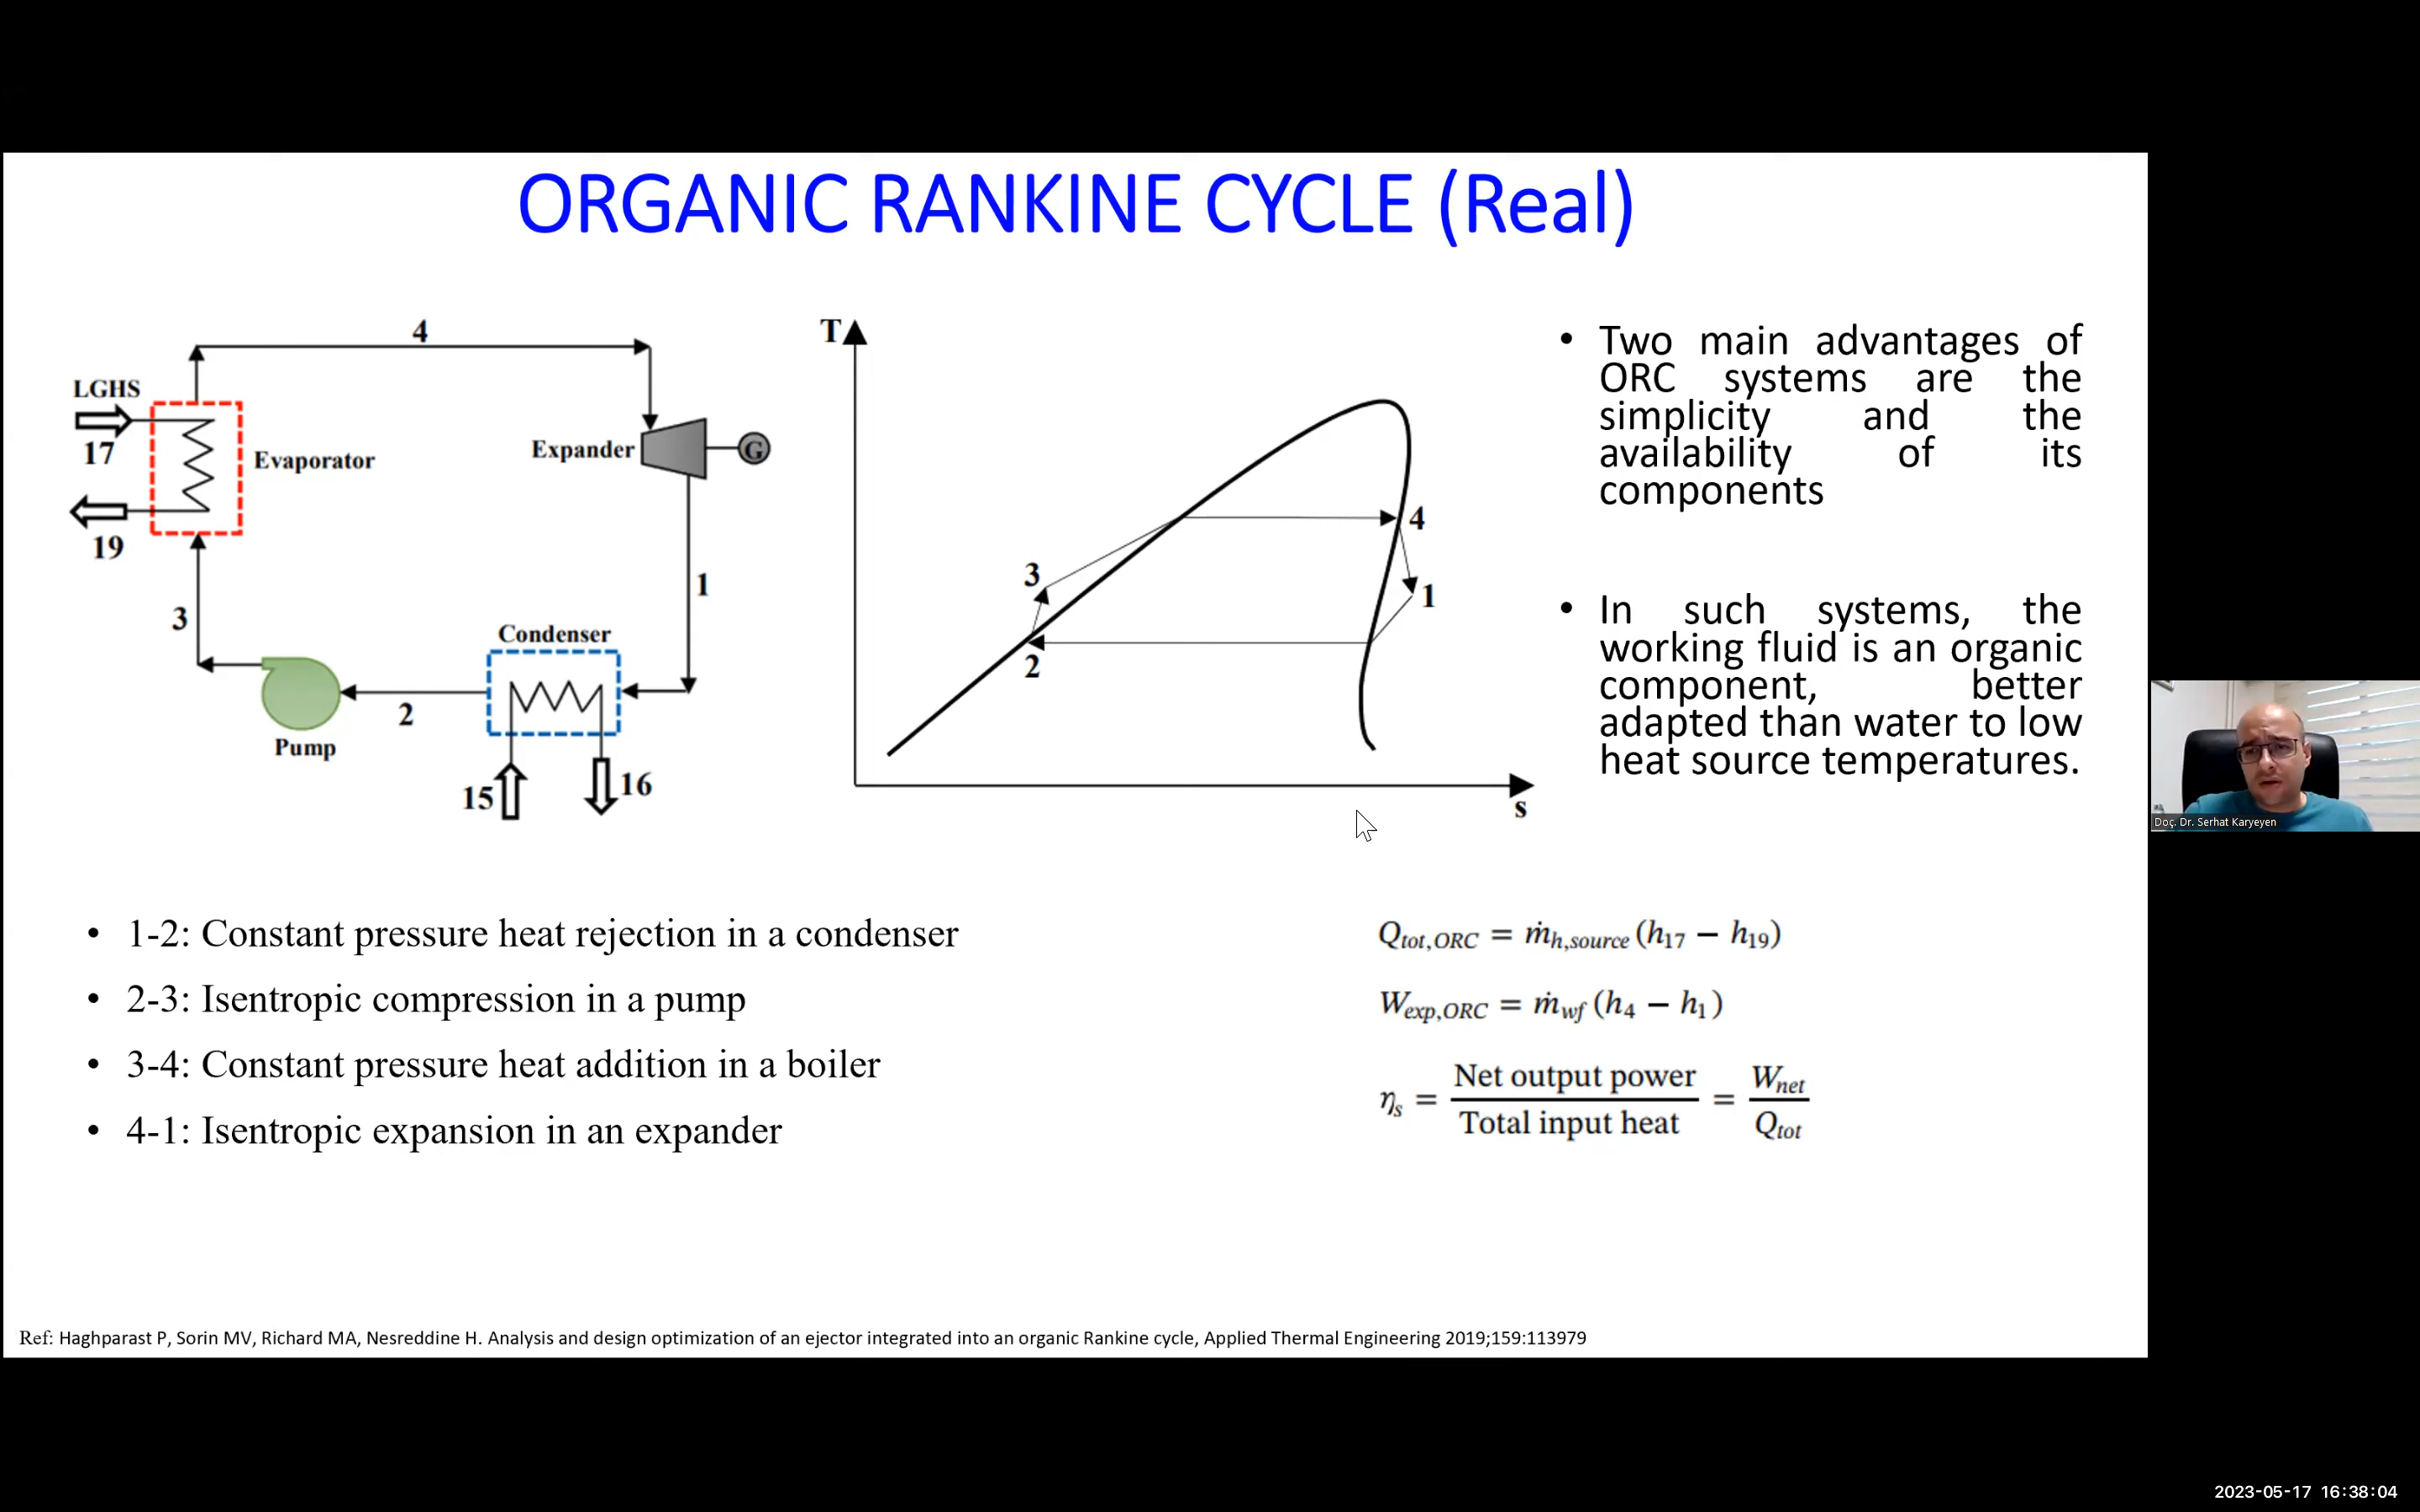 ORGANIC RANKINE CYCLE (Real)
4
LGHS
17
Evaporator
19
3
Expander
G
1
Condenser
2
Pump
15
16
T
4
3
1
2
s
• Two main advantages of
ORC systems are the
simplicity and the
availability of its
components
• In such systems, the
working fluid is an organic
component, better
adapted than water to low
heat source temperatures.
Doç. Dr. Serhat Karyeyen
• 1-2: Constant pressure heat rejection in a condenser
• 2-3: Isentropic compression in a pump
• 3-4: Constant pressure heat addition in a boiler
• 4-1: Isentropic expansion in an expander
Q_tot,ORC = ṁ_h,source (h_17 − h_19)
W_exp,ORC = ṁ_wf (h_4 − h_1)
η_s = Net output power / Total input heat = W_net / Q_tot
Ref: Haghparast P, Sorin MV, Richard MA, Nesreddine H. Analysis and design optimization of an ejector integrated into an organic Rankine cycle, Applied Thermal Engineering 2019;159:113979
2023-05-17 16:38:04